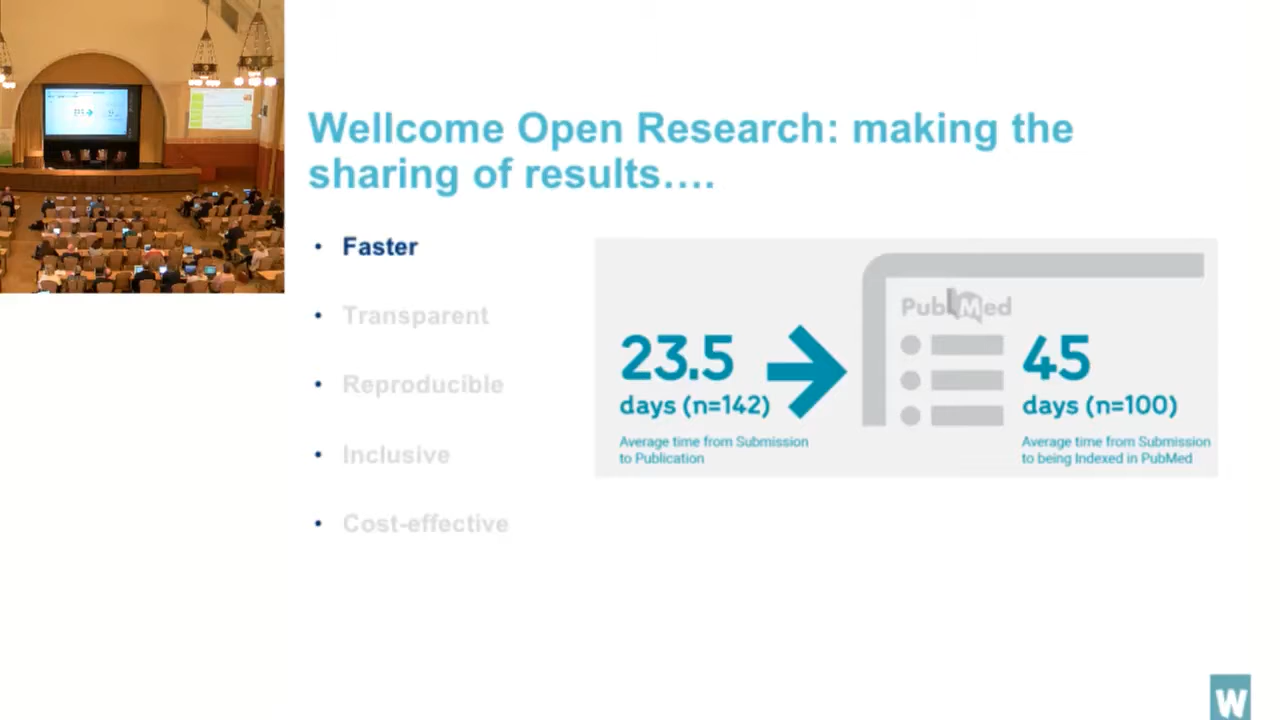 Wellcome Open Research: making the
sharing of results....
• Faster
• Transparent
• Reproducible
• Inclusive
• Cost-effective
23.5
days (n=142)
Average time from Submission
to Publication
PubMed
45
days (n=100)
Average time from Submission
to being Indexed in PubMed
W